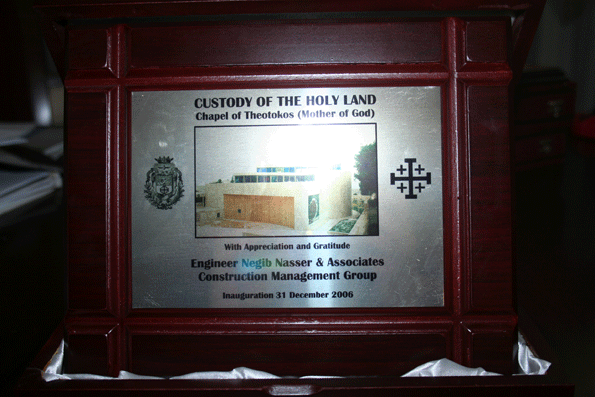 CUSTODY OF THE HOLY LAND
Chapel of Theotokos (Mother of God)
With Appreciation and Gratitude
Engineer Negib Nasser & Associates
Construction Management Group
Inauguration 31 December 2006